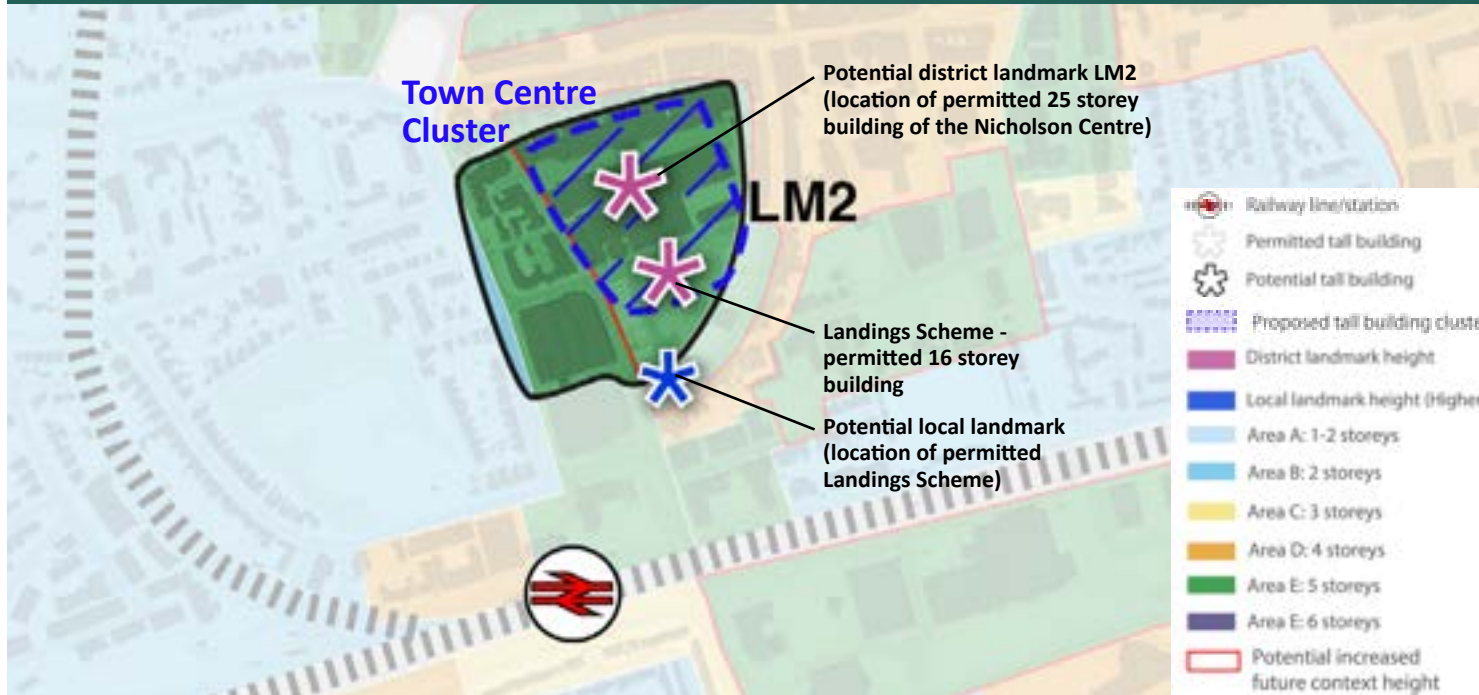 Town Centre
Cluster
Potential district landmark LM2
(location of permitted 25 storey
building of the Nicholson Centre)
LM2
Landings Scheme -
permitted 16 storey
building
Potential local landmark
(location of permitted
Landings Scheme)
Railway line/station
Permitted tall building
Potential tall building
Proposed tall building cluste
District landmark height
Local landmark height (Higher
Area A: 1-2 storeys
Area B: 2 storeys
Area C: 3 storeys
Area D: 4 storeys
Area E: 5 storeys
Area E: 6 storeys
Potential increased
future context height